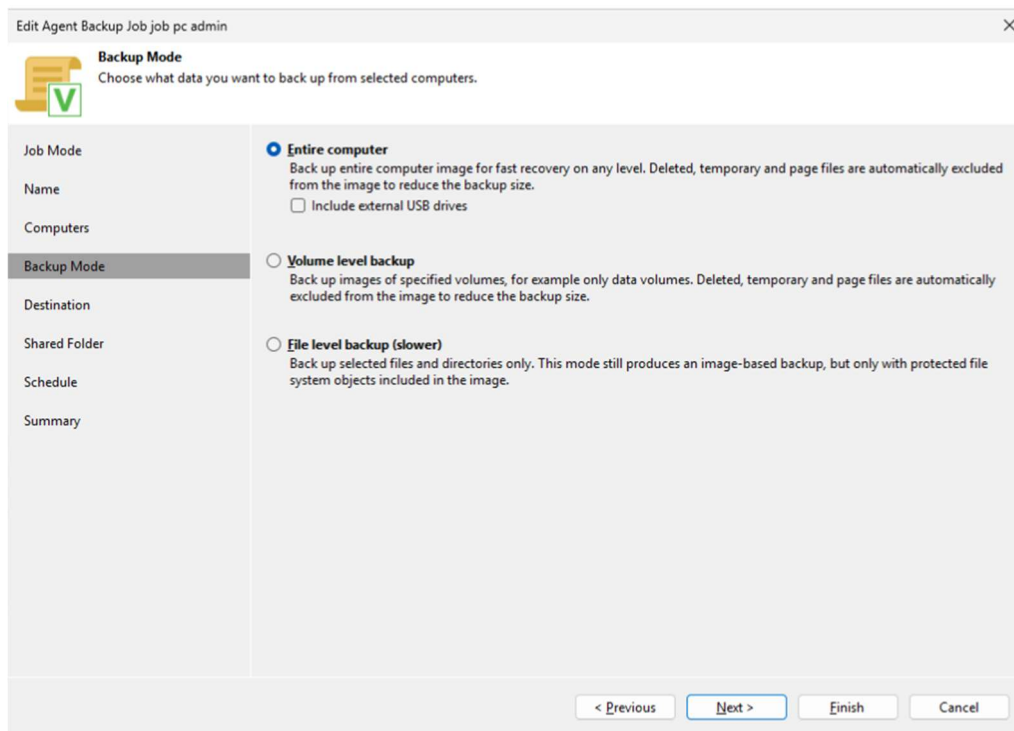 Edit Agent Backup Job job pc admin
Backup Mode
Choose what data you want to back up from selected computers.
V
Job Mode
Name
Computers
Backup Mode
Destination
Shared Folder
Schedule
Summary
Entire computer
Back up entire computer image for fast recovery on any level. Deleted, temporary and page files are automatically excluded
from the image to reduce the backup size.
Include external USB drives
Volume level backup
Back up images of specified volumes, for example only data volumes. Deleted, temporary and page files are automatically
excluded from the image to reduce the backup size.
File level backup (slower)
Back up selected files and directories only. This mode still produces an image-based backup, but only with protected file
system objects included in the image.
< Previous
Next >
Finish
Cancel